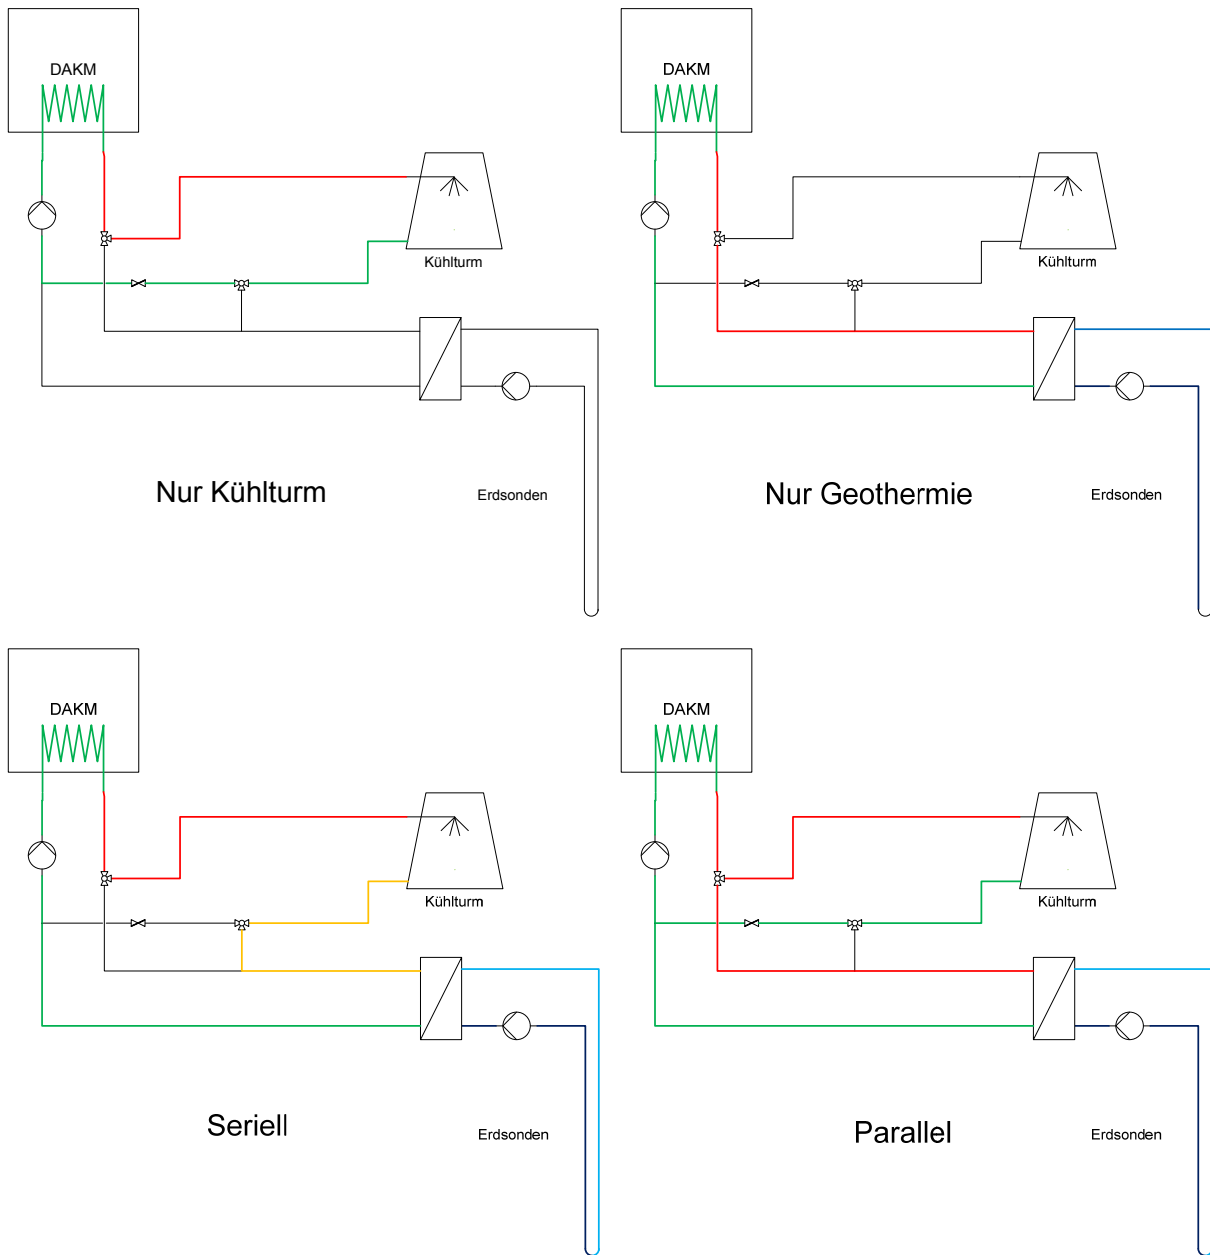 DAKM
Kühlturm
Nur Kühlturm
Erdsonden
DAKM
Kühlturm
Nur Geothermie
Erdsonden
DAKM
Kühlturm
Seriell
Erdsonden
DAKM
Kühlturm
Parallel
Erdsonden